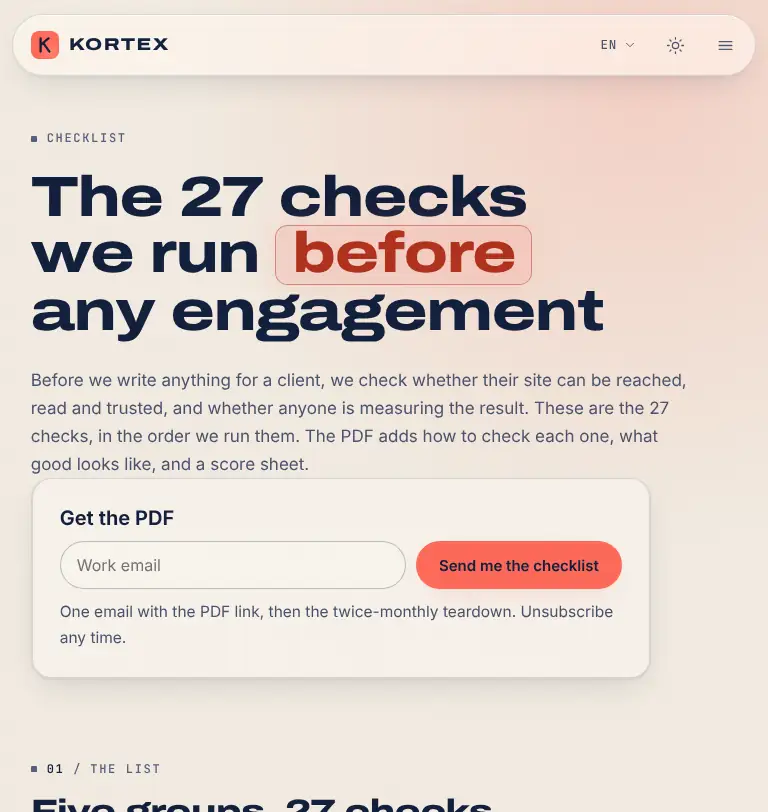 K KORTEX
EN
CHECKLIST
The 27 checks
we run before
any engagement
Before we write anything for a client, we check whether their site can be reached,
read and trusted, and whether anyone is measuring the result. These are the 27
checks, in the order we run them. The PDF adds how to check each one, what
good looks like, and a score sheet.
Get the PDF
Work email
Send me the checklist
One email with the PDF link, then the twice-monthly teardown. Unsubscribe
any time.
01 / THE LIST
Five groups, 27 checks